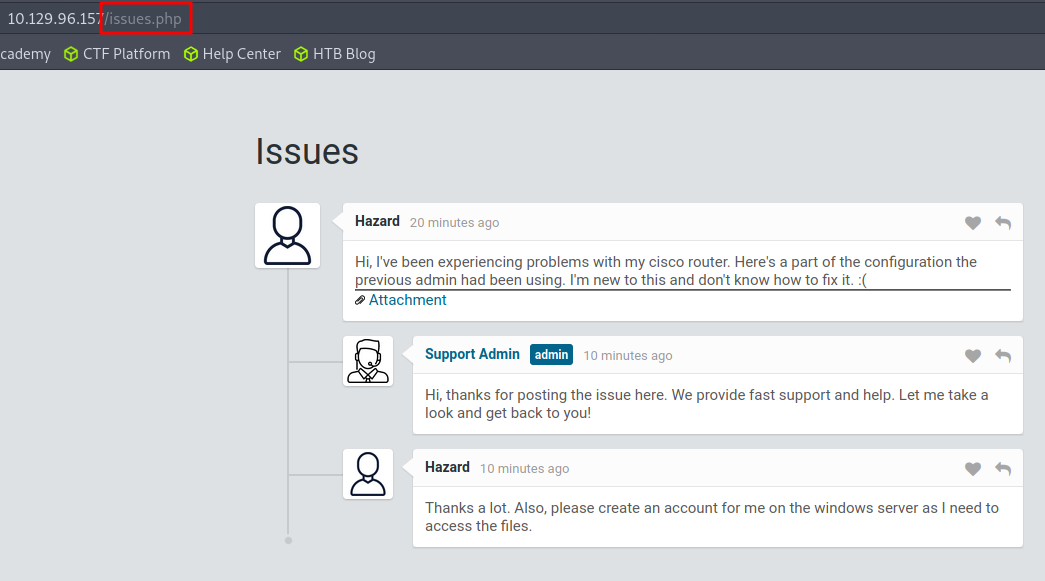 10.129.96.157/issues.php
cademy CTF Platform Help Center HTB Blog
Issues
Hazard 20 minutes ago
Hi, I've been experiencing problems with my cisco router. Here's a part of the configuration the
previous admin had been using. I'm new to this and don't know how to fix it. :(
Attachment
Support Admin admin 10 minutes ago
Hi, thanks for posting the issue here. We provide fast support and help. Let me take a
look and get back to you!
Hazard 10 minutes ago
Thanks a lot. Also, please create an account for me on the windows server as I need to
access the files.